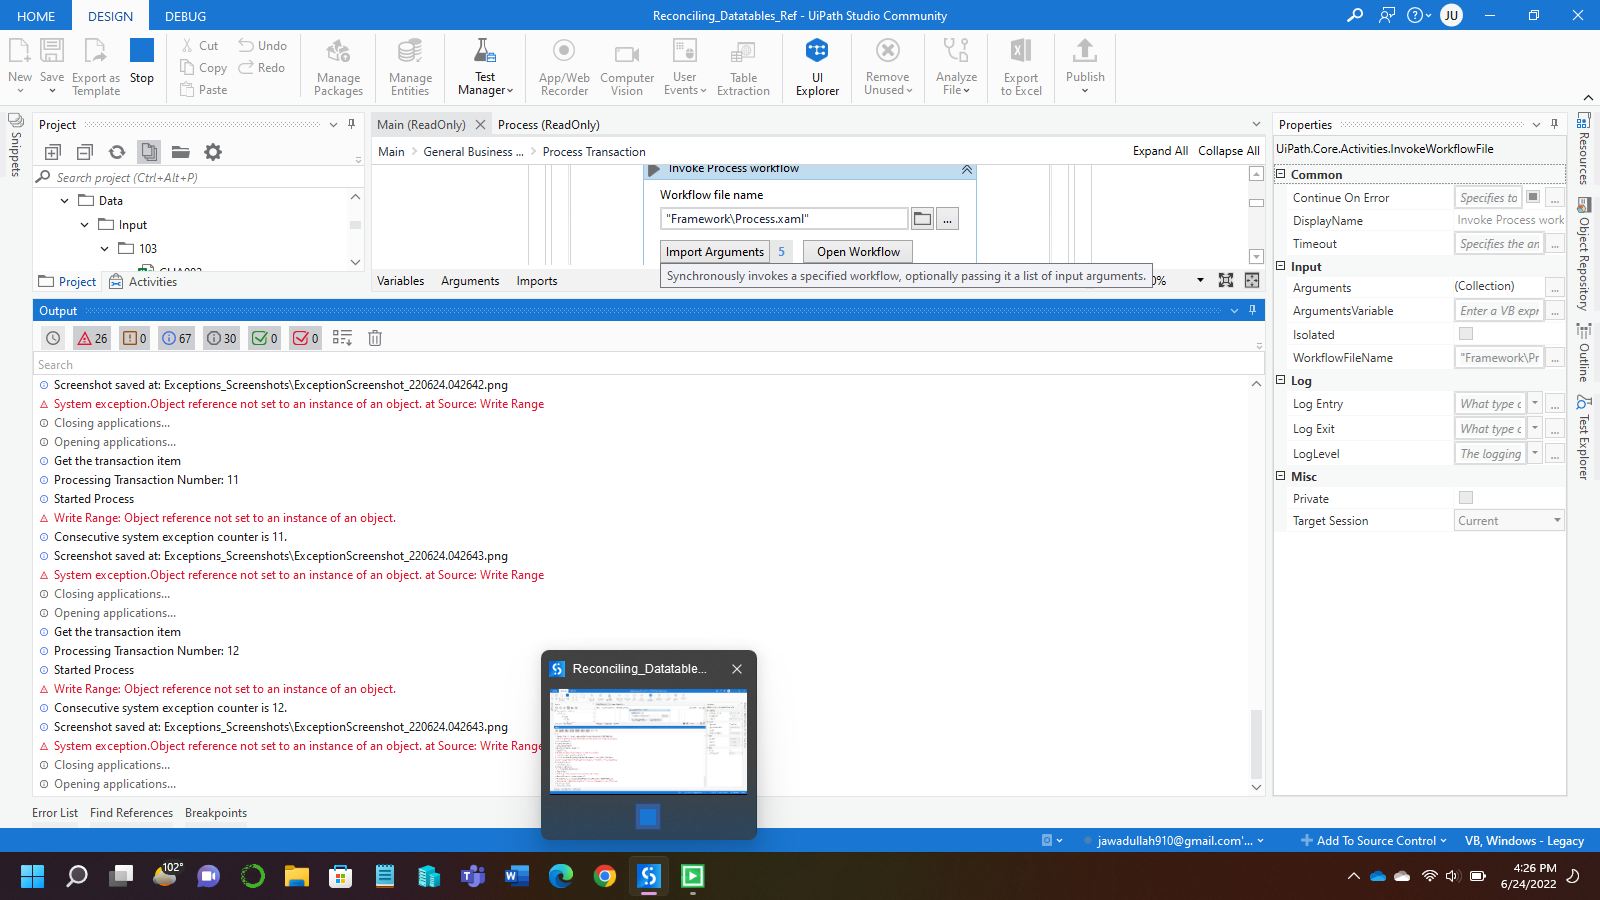 HOME DESIGN DEBUG Reconciling_Datatables_Ref - UiPath Studio Community JU
New Save Export as Template Stop Cut Copy Paste Undo Redo Manage Packages Manage Entities Test Manager App/Web Recorder Computer Vision User Events Table Extraction UI Explorer Remove Unused Analyze File Export to Excel Publish
Snippets
Project
Search project (Ctrl+Alt+P)
Data
Input
103
Project Activities
Main (ReadOnly) Process (ReadOnly)
Main General Business ... Process Transaction Expand All Collapse All
Invoke Process workflow
Workflow file name
"Framework\Process.xaml" ...
Import Arguments 5 Open Workflow
Synchronously invokes a specified workflow, optionally passing it a list of input arguments.
Variables Arguments Imports 0%
Output
26 0 67 30 0 0
Search
Screenshot saved at: Exceptions_Screenshots\ExceptionScreenshot_220624.042642.png
System exception.Object reference not set to an instance of an object. at Source: Write Range
Closing applications...
Opening applications...
Get the transaction item
Processing Transaction Number: 11
Started Process
Write Range: Object reference not set to an instance of an object.
Consecutive system exception counter is 11.
Screenshot saved at: Exceptions_Screenshots\ExceptionScreenshot_220624.042643.png
System exception.Object reference not set to an instance of an object. at Source: Write Range
Closing applications...
Opening applications...
Get the transaction item
Processing Transaction Number: 12
Started Process
Write Range: Object reference not set to an instance of an object.
Consecutive system exception counter is 12.
Screenshot saved at: Exceptions_Screenshots\ExceptionScreenshot_220624.042643.png
System exception.Object reference not set to an instance of an object. at Source: Write Range
Closing applications...
Opening applications...
Reconciling_Datatable...
Error List Find References Breakpoints
Properties
UiPath.Core.Activities.InvokeWorkflowFile
Common
Continue On Error Specifies to ...
DisplayName Invoke Process work
Timeout Specifies the an ...
Input
Arguments (Collection) ...
ArgumentsVariable Enter a VB expr ...
Isolated
WorkflowFileName "Framework\Pr ...
Log
Log Entry What type c ...
Log Exit What type c ...
LogLevel The logging ...
Misc
Private
Target Session Current
Resources
Object Repository
Outline
Test Explorer
jawadullah910@gmail.com'... Add To Source Control VB, Windows - Legacy
102°
4:26 PM
6/24/2022